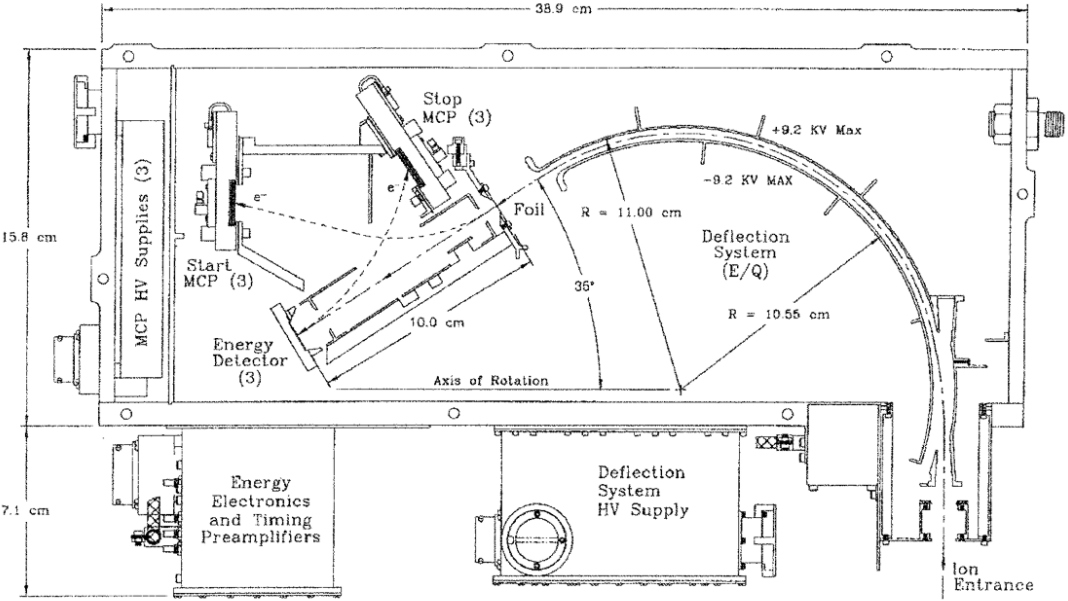 38.9 cm
Stop
MCP (3)
+9.2 KV Max
-9.2 KV MAX
e-
e-
Foil
R = 11.00 cm
15.8 cm
MCP HV Supplies (3)
Start
MCP (3)
Deflection
System
(E/Q)
36°
R = 10.55 cm
10.0 cm
Energy
Detector
(3)
Axis of Rotation
7.1 cm
Energy
Electronics
and Timing
Preamplifiers
Deflection
System
HV Supply
Ion
Entrance